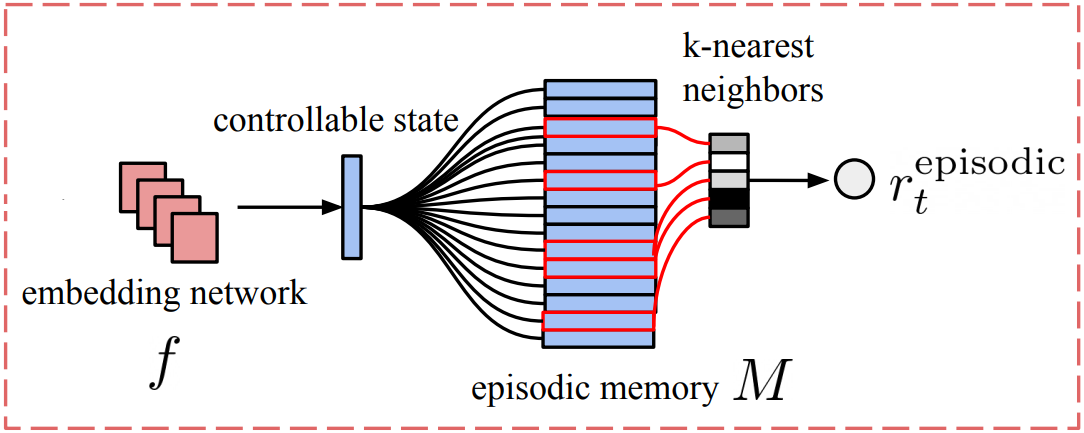 k-nearest
neighbors
controllable state
r_t^episodic
embedding network
f
episodic memory M